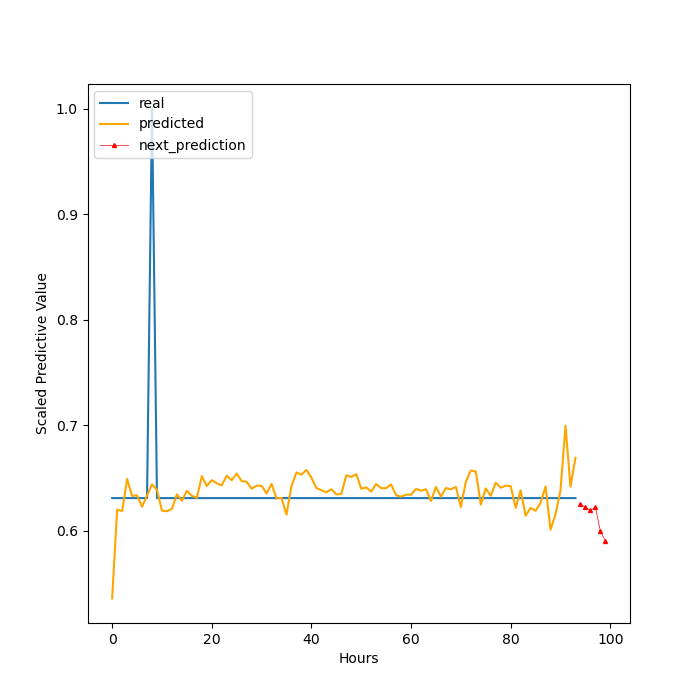 real
predicted
next_prediction
1.0
0.9
0.8
0.7
0.6
Scaled Predictive Value
0 20 40 60 80 100
Hours